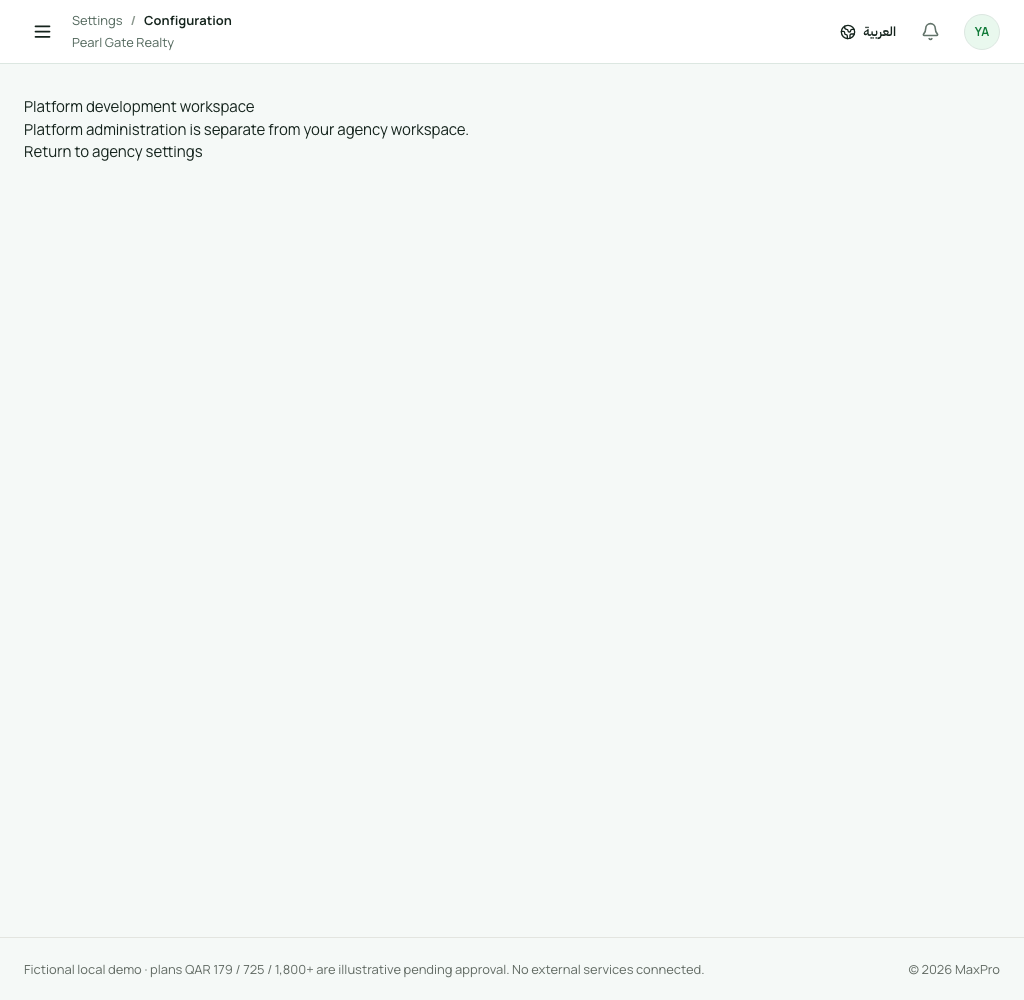 Settings / Configuration
Pearl Gate Realty
العربية
YA
Platform development workspace
Platform administration is separate from your agency workspace.
Return to agency settings
Fictional local demo · plans QAR 179 / 725 / 1,800+ are illustrative pending approval. No external services connected.
© 2026 MaxPro